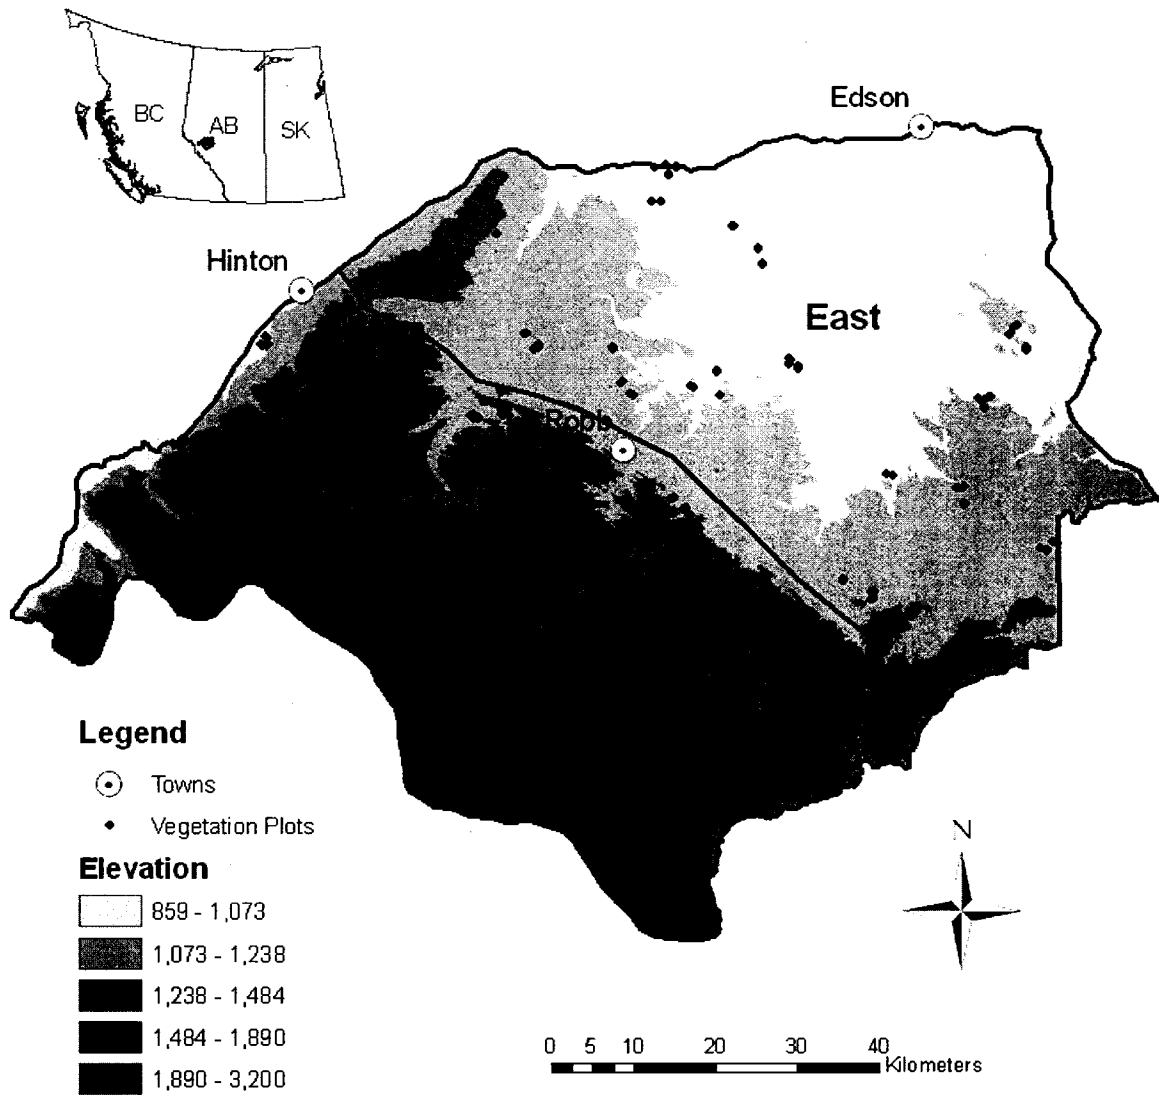 BC
AB
SK
Edson
Hinton
East
Robb
Legend
Towns
Vegetation Plots
Elevation
859 - 1,073
1,073 - 1,238
1,238 - 1,484
1,484 - 1,890
1,890 - 3,200
N
0 5 10 20 30 40
Kilometers